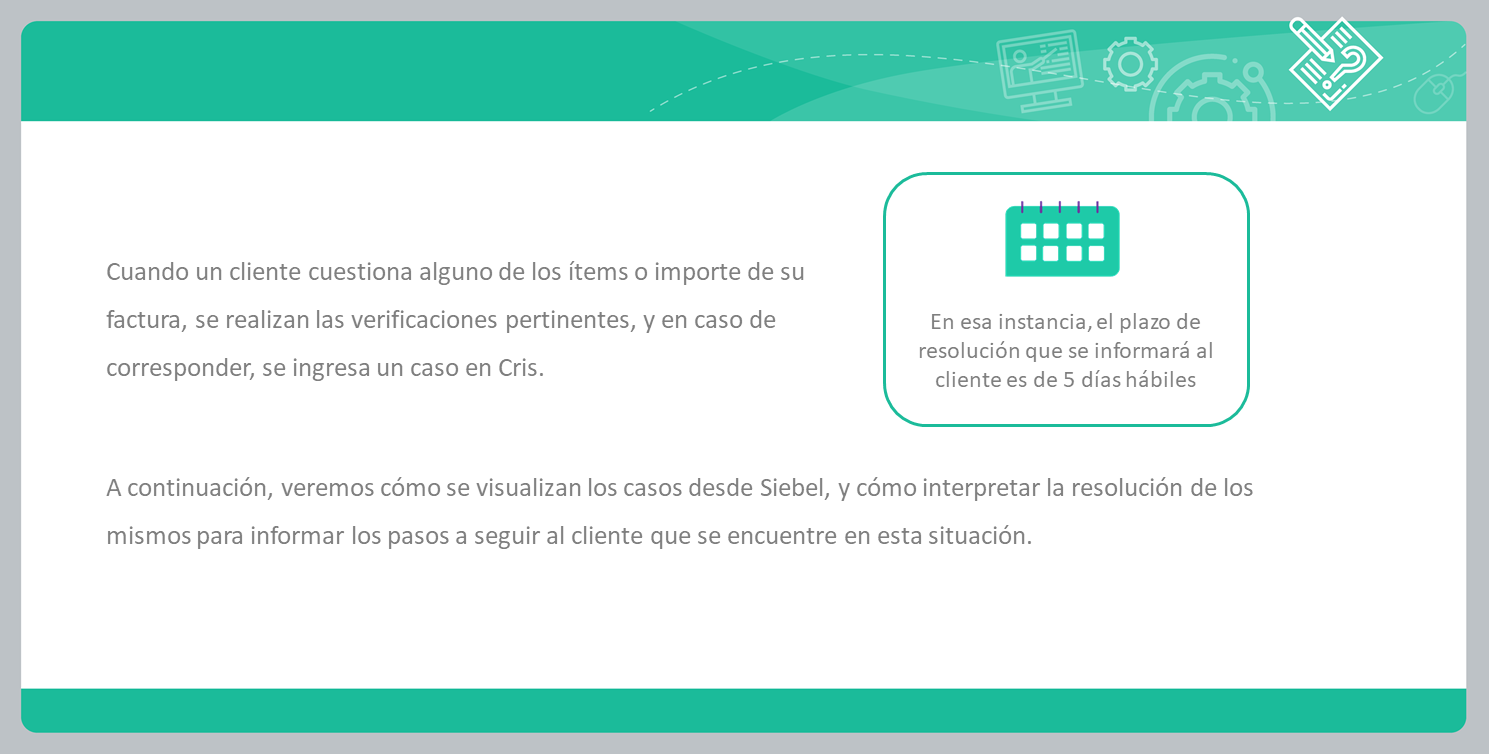 Cuando un cliente cuestiona alguno de los ítems o importe de su
factura, se realizan las verificaciones pertinentes, y en caso de
corresponder, se ingresa un caso en Cris.
En esa instancia, el plazo de
resolución que se informará al
cliente es de 5 días hábiles
A continuación, veremos cómo se visualizan los casos desde Siebel, y cómo interpretar la resolución de los
mismos para informar los pasos a seguir al cliente que se encuentre en esta situación.